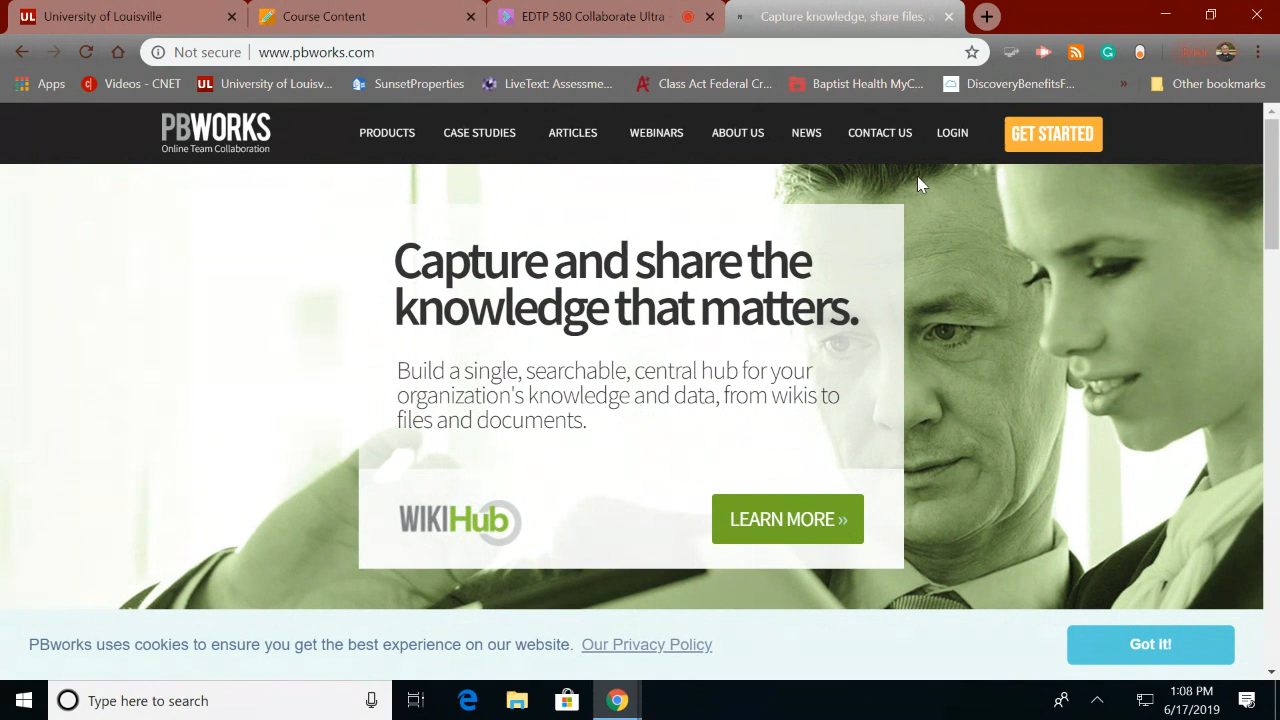 University of Louisville
Course Content
EDTP 580 Collaborate Ultra -
Capture knowledge, share files,
Not secure
www.pbworks.com
Apps
Videos - CNET
University of Louisv...
SunsetProperties
LiveText: Assessme...
Class Act Federal Cr...
Baptist Health MyC...
DiscoveryBenefitsF...
»
Other bookmarks
PBWORKS
Online Team Collaboration
PRODUCTS
CASE STUDIES
ARTICLES
WEBINARS
ABOUT US
NEWS
CONTACT US
LOGIN
GET STARTED
Capture and share the
knowledge that matters.
Build a single, searchable, central hub for your
organization's knowledge and data, from wikis to
files and documents.
WIKIHub
LEARN MORE »
PBworks uses cookies to ensure you get the best experience on our website. Our Privacy Policy
Got it!
Type here to search
1:08 PM
6/17/2019